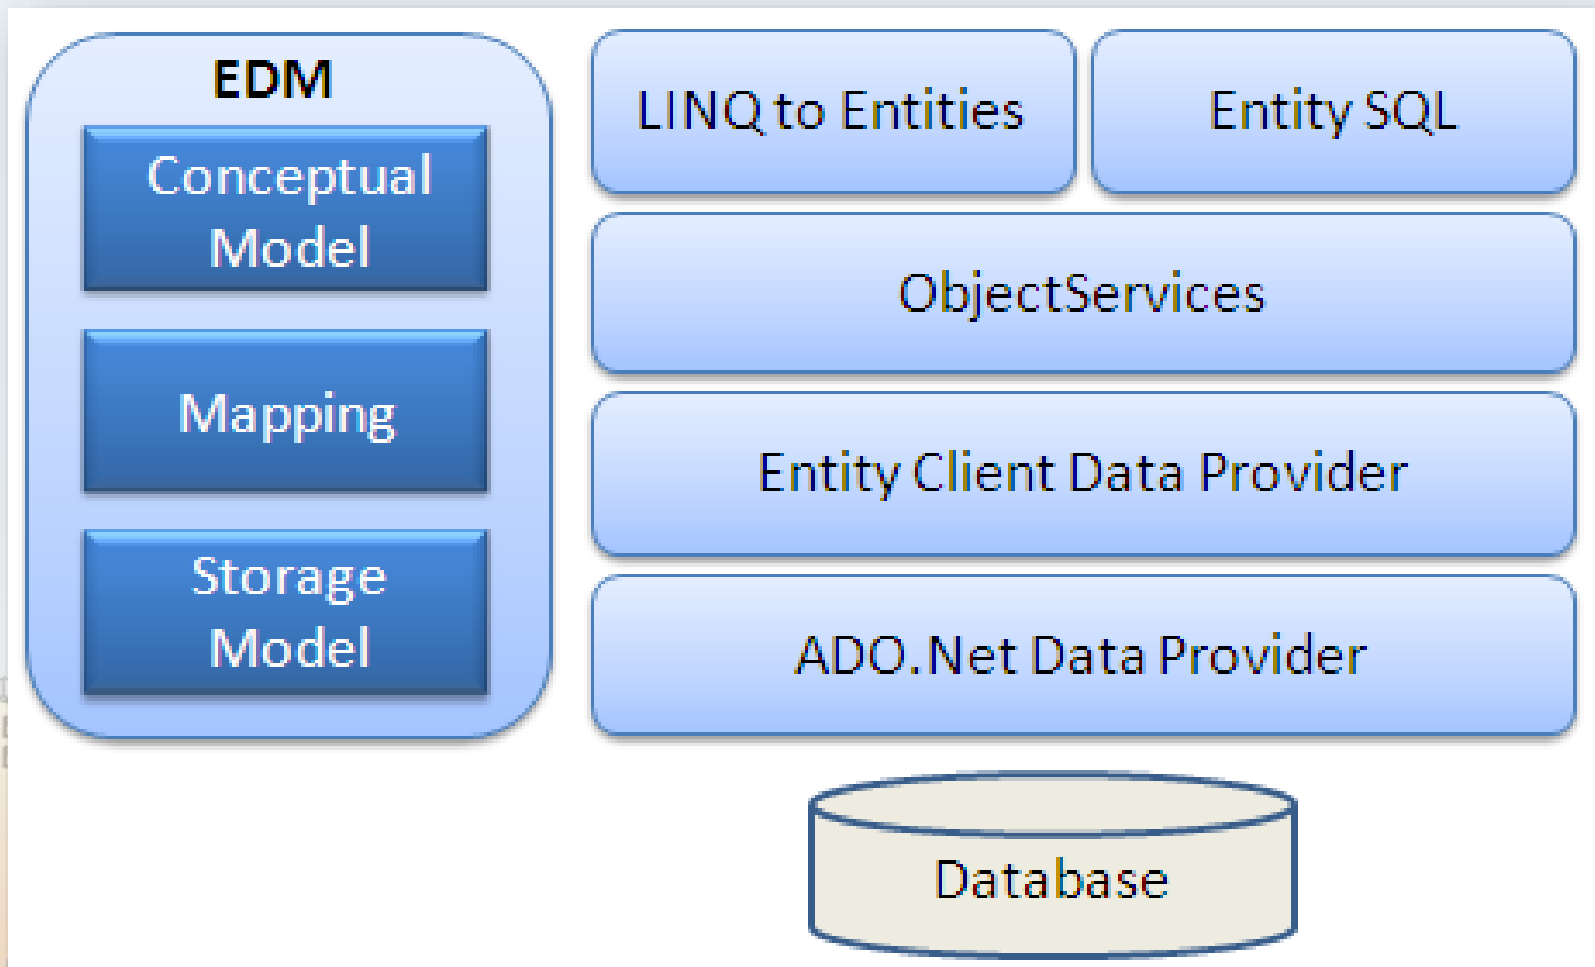 EDM
Conceptual
Model
Mapping
Storage
Model
LINQ to Entities
Entity SQL
ObjectServices
Entity Client Data Provider
ADO.Net Data Provider
Database